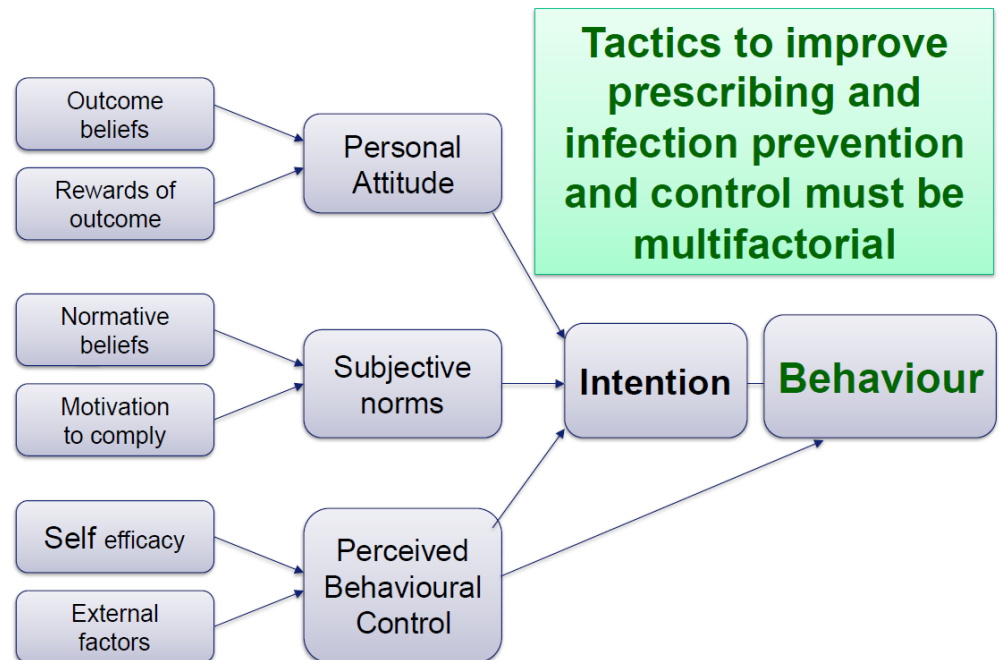 Tactics to improve
prescribing and
infection prevention
and control must be
multifactorial
Outcome
beliefs
Rewards of
outcome
Personal
Attitude
Normative
beliefs
Motivation
to comply
Subjective
norms
Intention
Behaviour
Self efficacy
External
factors
Perceived
Behavioural
Control